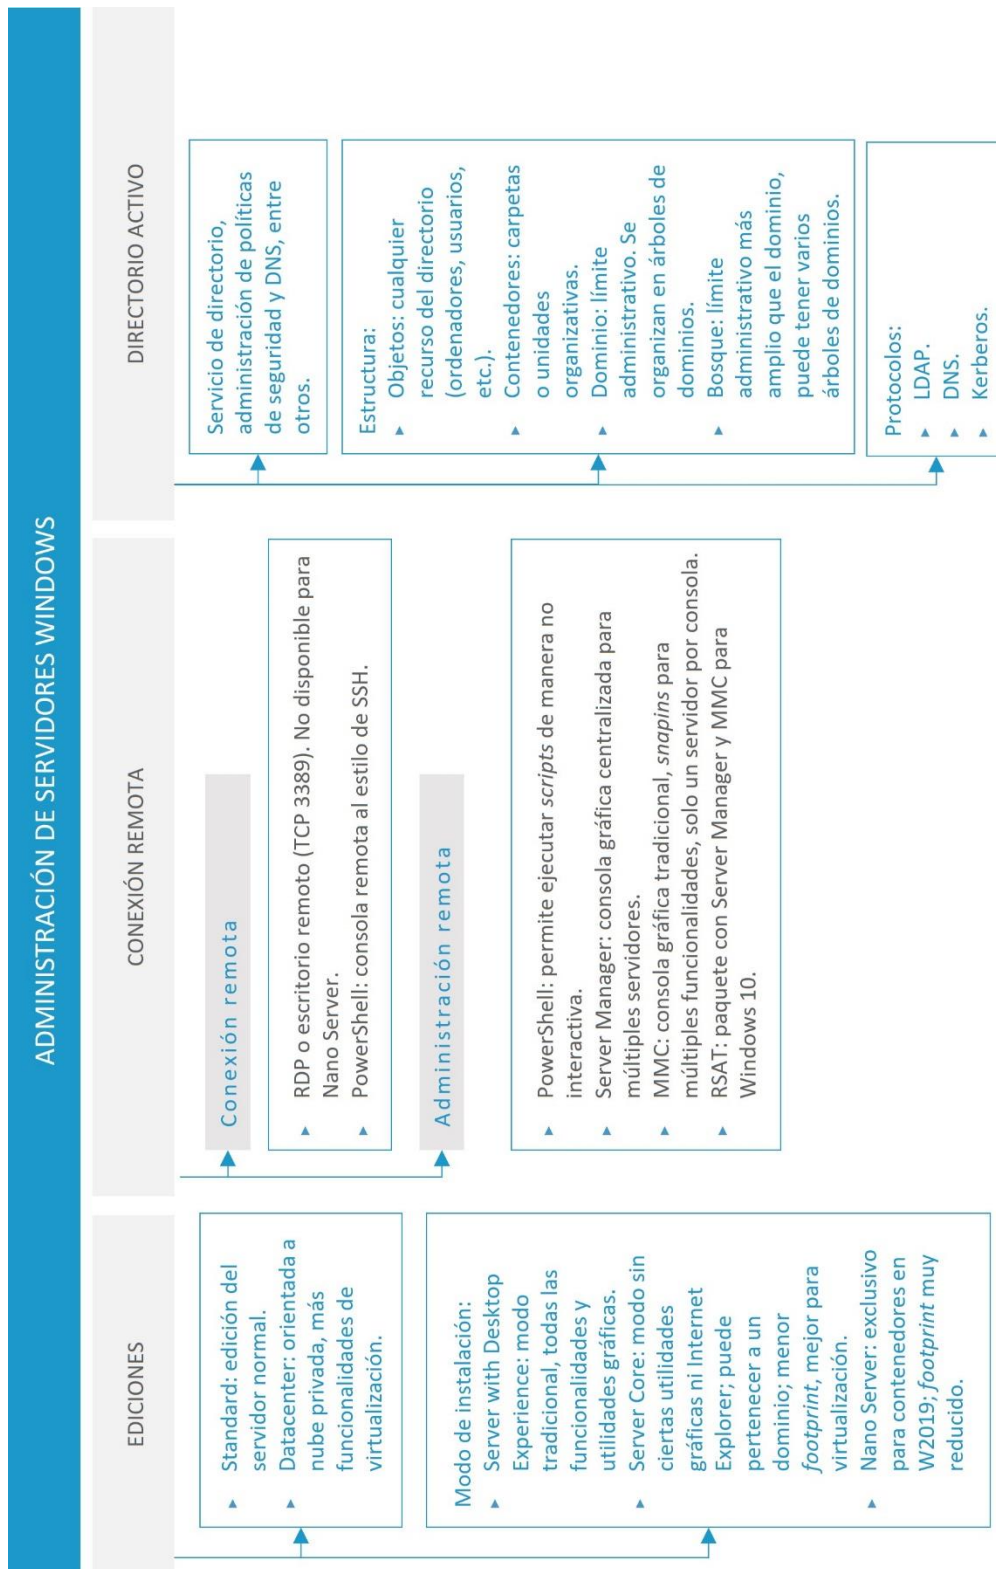 ADMINISTRACIÓN DE SERVIDORES WINDOWS
EDICIONES
Standard: edición del
servidor normal.
Datacenter: orientada a
nube privada, más
funcionalidades de
virtualización.
Modo de instalación:
Server with Desktop
Experience: modo
tradicional, todas las
funcionalidades y
utilidades gráficas.
Server Core: modo sin
ciertas utilidades
gráficas ni Internet
Explorer; puede
pertenecer a un
dominio; menor
footprint, mejor para
virtualización.
Nano Server: exclusivo
para contenedores en
W2019; footprint muy
reducido.
CONEXIÓN REMOTA
Conexión remota
RDP o escritorio remoto (TCP 3389). No disponible para
Nano Server.
PowerShell: consola remota al estilo de SSH.
Administración remota
PowerShell: permite ejecutar scripts de manera no
interactiva.
Server Manager: consola gráfica centralizada para
múltiples servidores.
MMC: consola gráfica tradicional, snapins para
múltiples funcionalidades, solo un servidor por consola.
RSAT: paquete con Server Manager y MMC para
Windows 10.
DIRECTORIO ACTIVO
Servicio de directorio,
administración de políticas
de seguridad y DNS, entre
otros.
Estructura:
Objetos: cualquier
recurso del directorio
(ordenadores, usuarios,
etc.).
Contenedores: carpetas
o unidades
organizativas.
Dominio: límite
administrativo. Se
organizan en árboles de
dominios.
Bosque: límite
administrativo más
amplio que el dominio,
puede tener varios
árboles de dominios.
Protocolos:
LDAP.
DNS.
Kerberos.